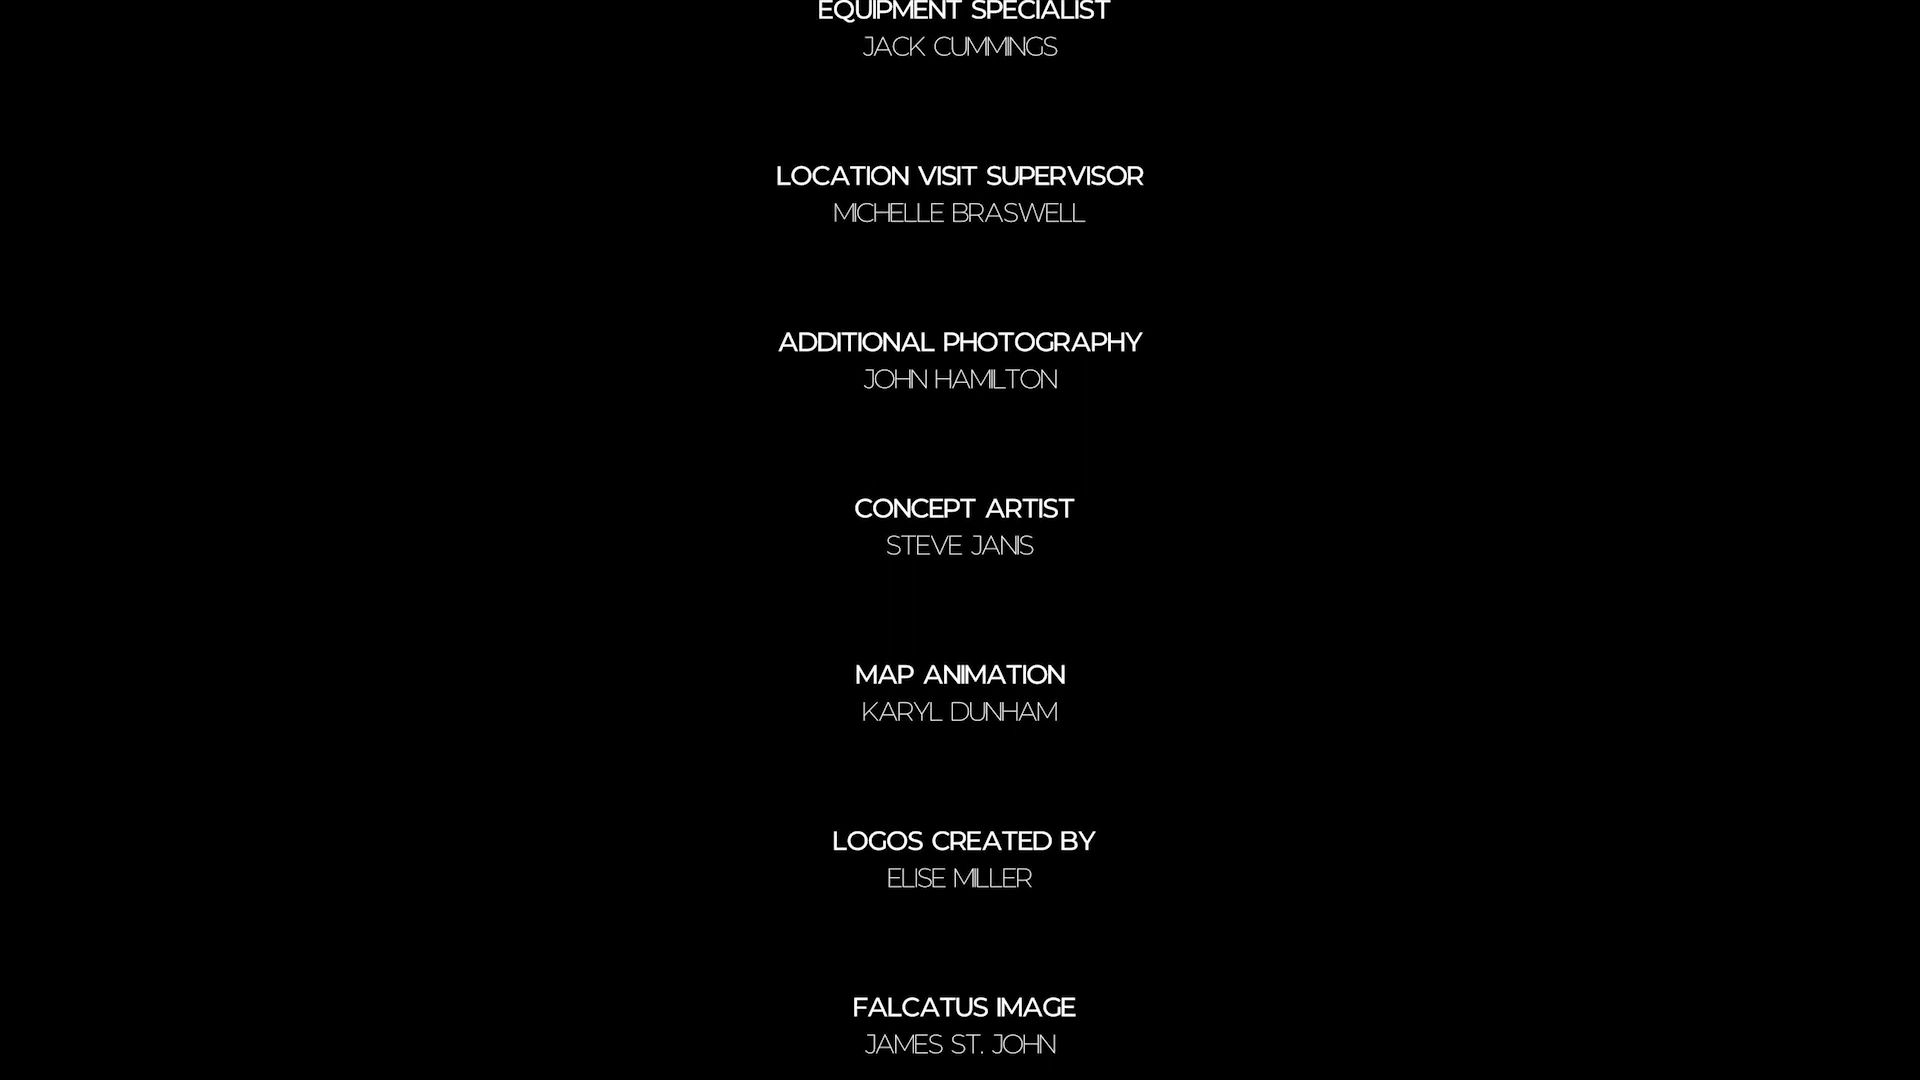 EQUIPMENT SPECIALIST
JACK CUMMINGS
LOCATION VISIT SUPERVISOR
MICHELLE BRASWELL
ADDITIONAL PHOTOGRAPHY
JOHN HAMILTON
CONCEPT ARTIST
STEVE JANIS
MAP ANIMATION
KARYL DUNHAM
LOGOS CREATED BY
ELISE MILLER
FALCATUS IMAGE
JAMES ST. JOHN